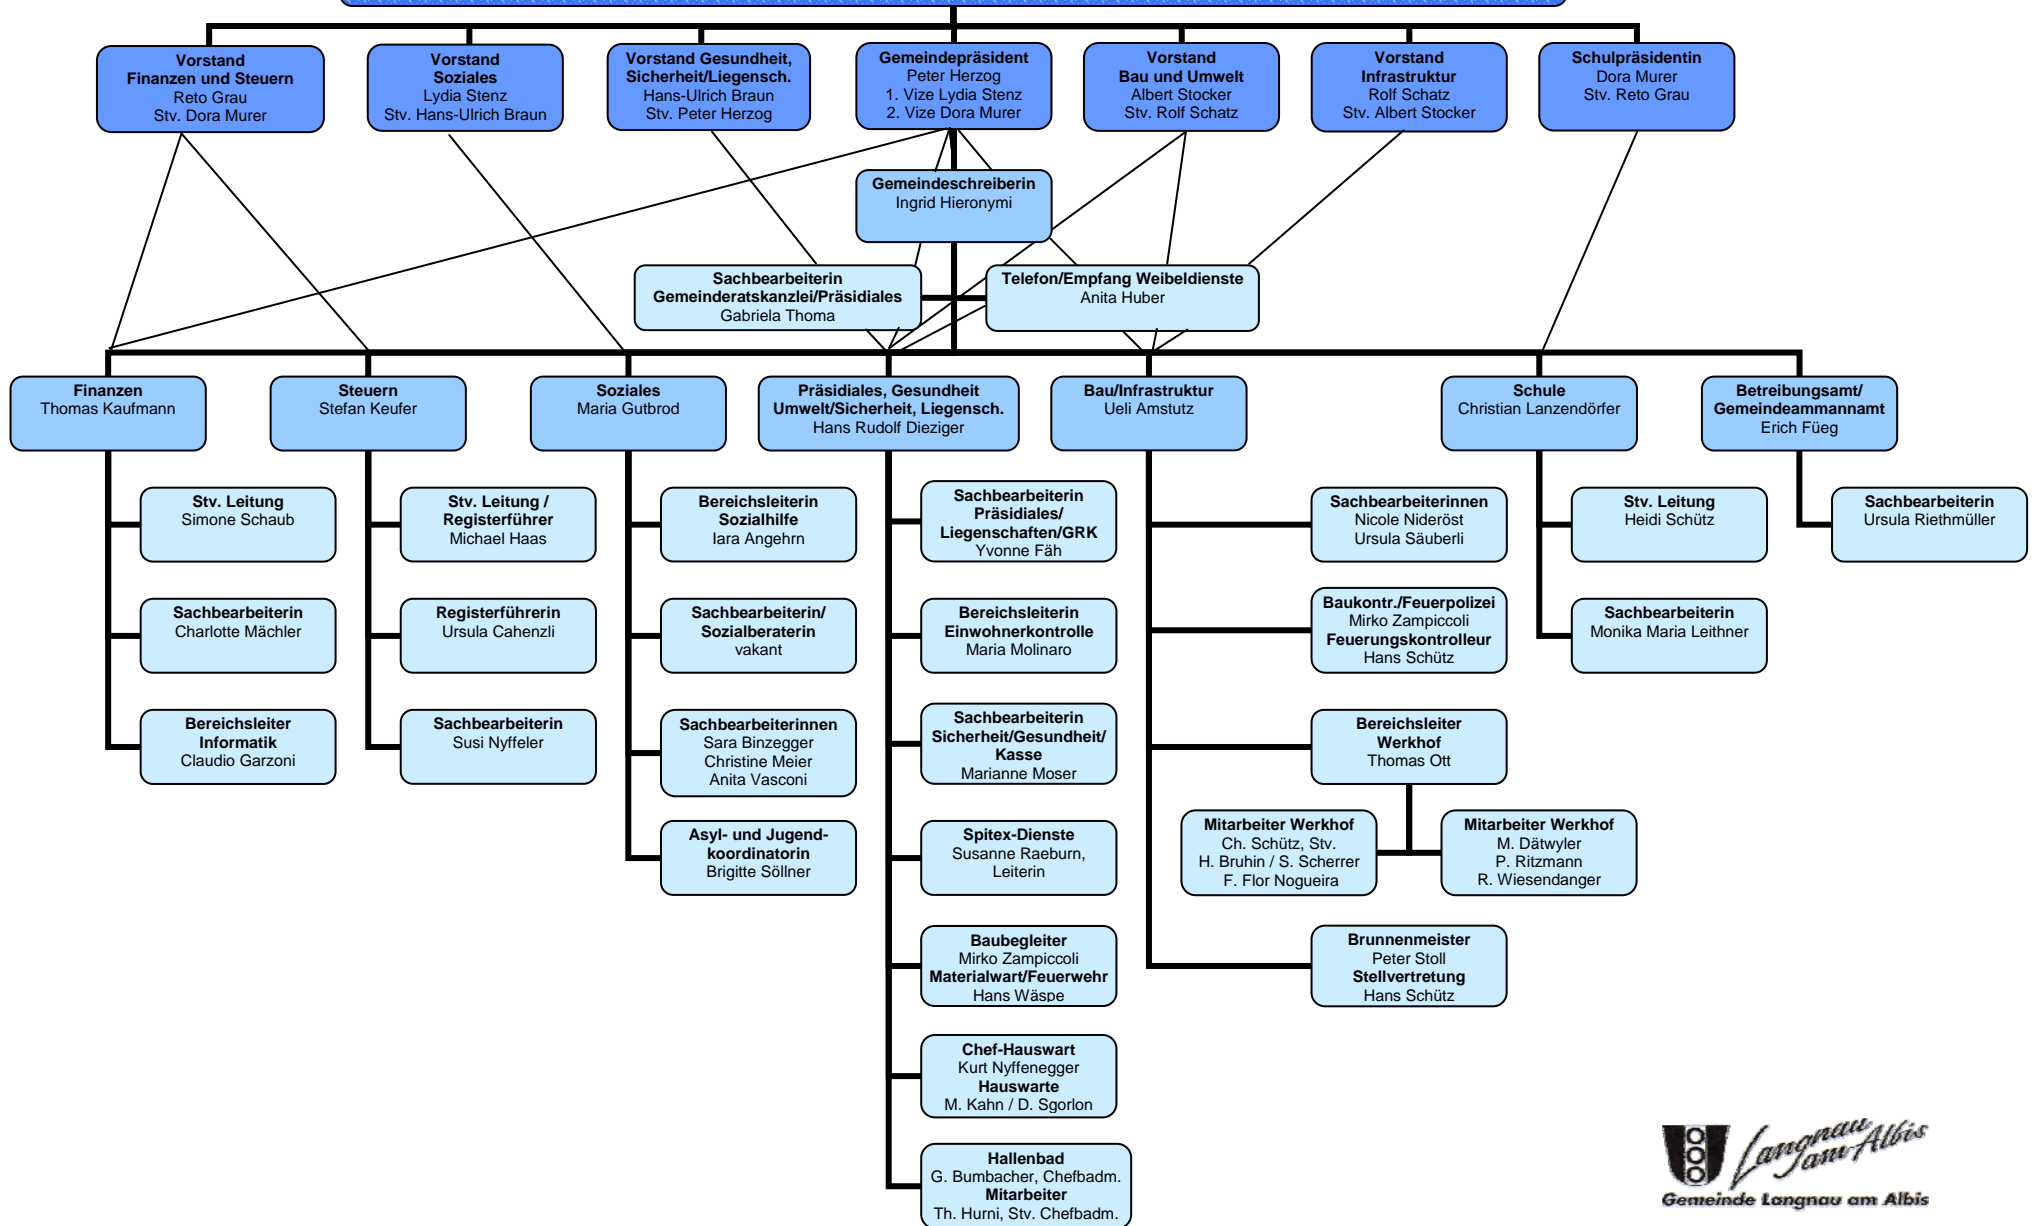 Vorstand
Finanzen und Steuern
Reto Grau
Stv. Dora Murer
Vorstand
Soziales
Lydia Stenz
Stv. Hans-Ulrich Braun
Vorstand Gesundheit,
Sicherheit/Liegensch.
Hans-Ulrich Braun
Stv. Peter Herzog
Gemeindepräsident
Peter Herzog
1. Vize Lydia Stenz
2. Vize Dora Murer
Vorstand
Bau und Umwelt
Albert Stocker
Stv. Rolf Schatz
Vorstand
Infrastruktur
Rolf Schatz
Stv. Albert Stocker
Schulpräsidentin
Dora Murer
Stv. Reto Grau
Gemeindeschreiberin
Ingrid Hieronymi
Sachbearbeiterin
Gemeinderatskanzlei/Präsidiales
Gabriela Thoma
Telefon/Empfang Weibeldienste
Anita Huber
Finanzen
Thomas Kaufmann
Steuern
Stefan Keufer
Soziales
Maria Gutbrod
Präsidiales, Gesundheit
Umwelt/Sicherheit, Liegensch.
Hans Rudolf Dieziger
Bau/Infrastruktur
Ueli Amstutz
Schule
Christian Lanzendörfer
Betreibungsamt/
Gemeindeammannamt
Erich Füeg
Stv. Leitung
Simone Schaub
Sachbearbeiterin
Charlotte Mächler
Bereichsleiter
Informatik
Claudio Garzoni
Stv. Leitung /
Registerführer
Michael Haas
Registerführerin
Ursula Cahenzli
Sachbearbeiterin
Susi Nyffeler
Bereichsleiterin
Sozialhilfe
Iara Angehrn
Sachbearbeiterin/
Sozialberaterin
vakant
Sachbearbeiterinnen
Sara Binzegger
Christine Meier
Anita Vasconi
Asyl- und Jugend-
koordinatorin
Brigitte Söllner
Sachbearbeiterin
Präsidiales/
Liegenschaften/GRK
Yvonne Fäh
Bereichsleiterin
Einwohnerkontrolle
Maria Molinaro
Sachbearbeiterin
Sicherheit/Gesundheit/
Kasse
Marianne Moser
Spitex-Dienste
Susanne Raeburn,
Leiterin
Baubegleiter
Mirko Zampiccoli
Materialwart/Feuerwehr
Hans Wäspe
Chef-Hauswart
Kurt Nyffenegger
Hauswarte
M. Kahn / D. Sgorlon
Hallenbad
G. Bumbacher, Chefbadm.
Mitarbeiter
Th. Hurni, Stv. Chefbadm.
Sachbearbeiterinnen
Nicole Nideröst
Ursula Säuberli
Baukontr./Feuerpolizei
Mirko Zampiccoli
Feuerungskontrolleur
Hans Schütz
Bereichsleiter
Werkhof
Thomas Ott
Mitarbeiter Werkhof
Ch. Schütz, Stv.
H. Bruhin / S. Scherrer
F. Flor Nogueira
Mitarbeiter Werkhof
M. Dätwyler
P. Ritzmann
R. Wiesendanger
Brunnenmeister
Peter Stoll
Stellvertretung
Hans Schütz
Stv. Leitung
Heidi Schütz
Sachbearbeiterin
Monika Maria Leithner
Sachbearbeiterin
Ursula Riethmüller
Langnau
am Albis
Gemeinde Langnau am Albis